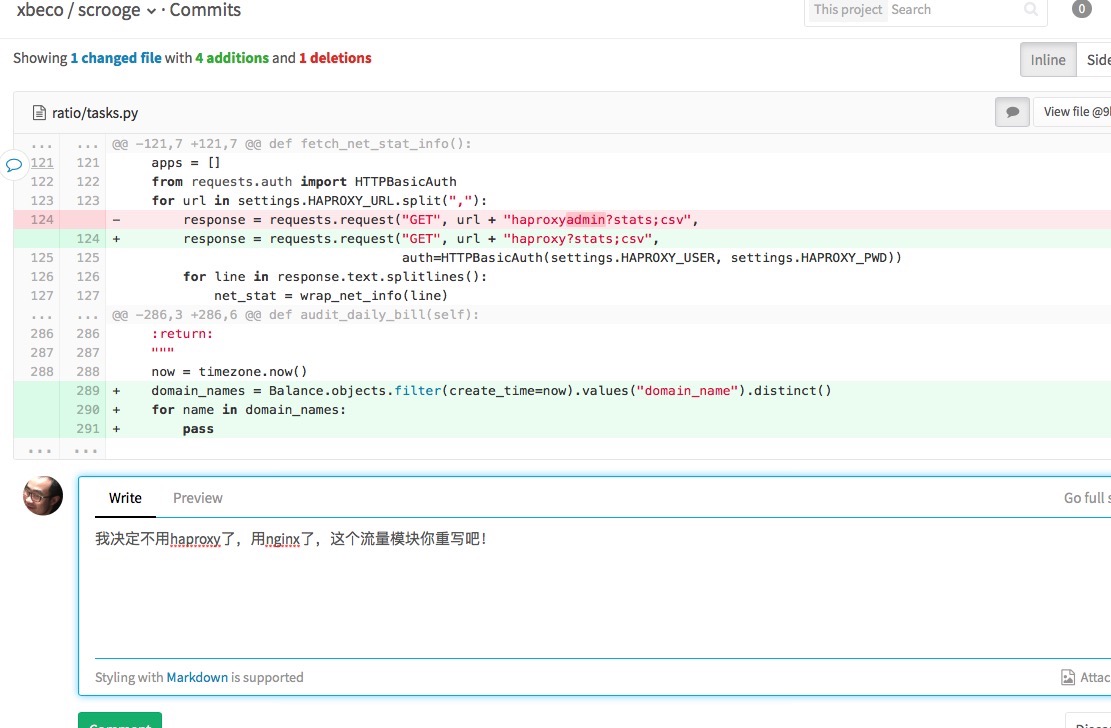 xbeco / scrooge · Commits
This project Search
0
Showing 1 changed file with 4 additions and 1 deletions
Inline
ratio/tasks.py
View file
... ... @@ -121,7 +121,7 @@ def fetch_net_stat_info():
121 121 apps = []
122 122 from requests.auth import HTTPBasicAuth
123 123 for url in settings.HAPROXY_URL.split(","):
124 - response = requests.request("GET", url + "haproxyadmin?stats;csv",
124 + response = requests.request("GET", url + "haproxy?stats;csv",
125 125 auth=HTTPBasicAuth(settings.HAPROXY_USER, settings.HAPROXY_PWD))
126 126 for line in response.text.splitlines():
127 127 net_stat = wrap_net_info(line)
... ... @@ -286,3 +286,6 @@ def audit_daily_bill(self):
286 286 :return:
287 287 """
288 288 now = timezone.now()
289 + domain_names = Balance.objects.filter(create_time=now).values("domain_name").distinct()
290 + for name in domain_names:
291 + pass
... ...
Write Preview
Go full
我决定不用haproxy了，用nginx了，这个流量模块你重写吧！
Styling with Markdown is supported
Comment